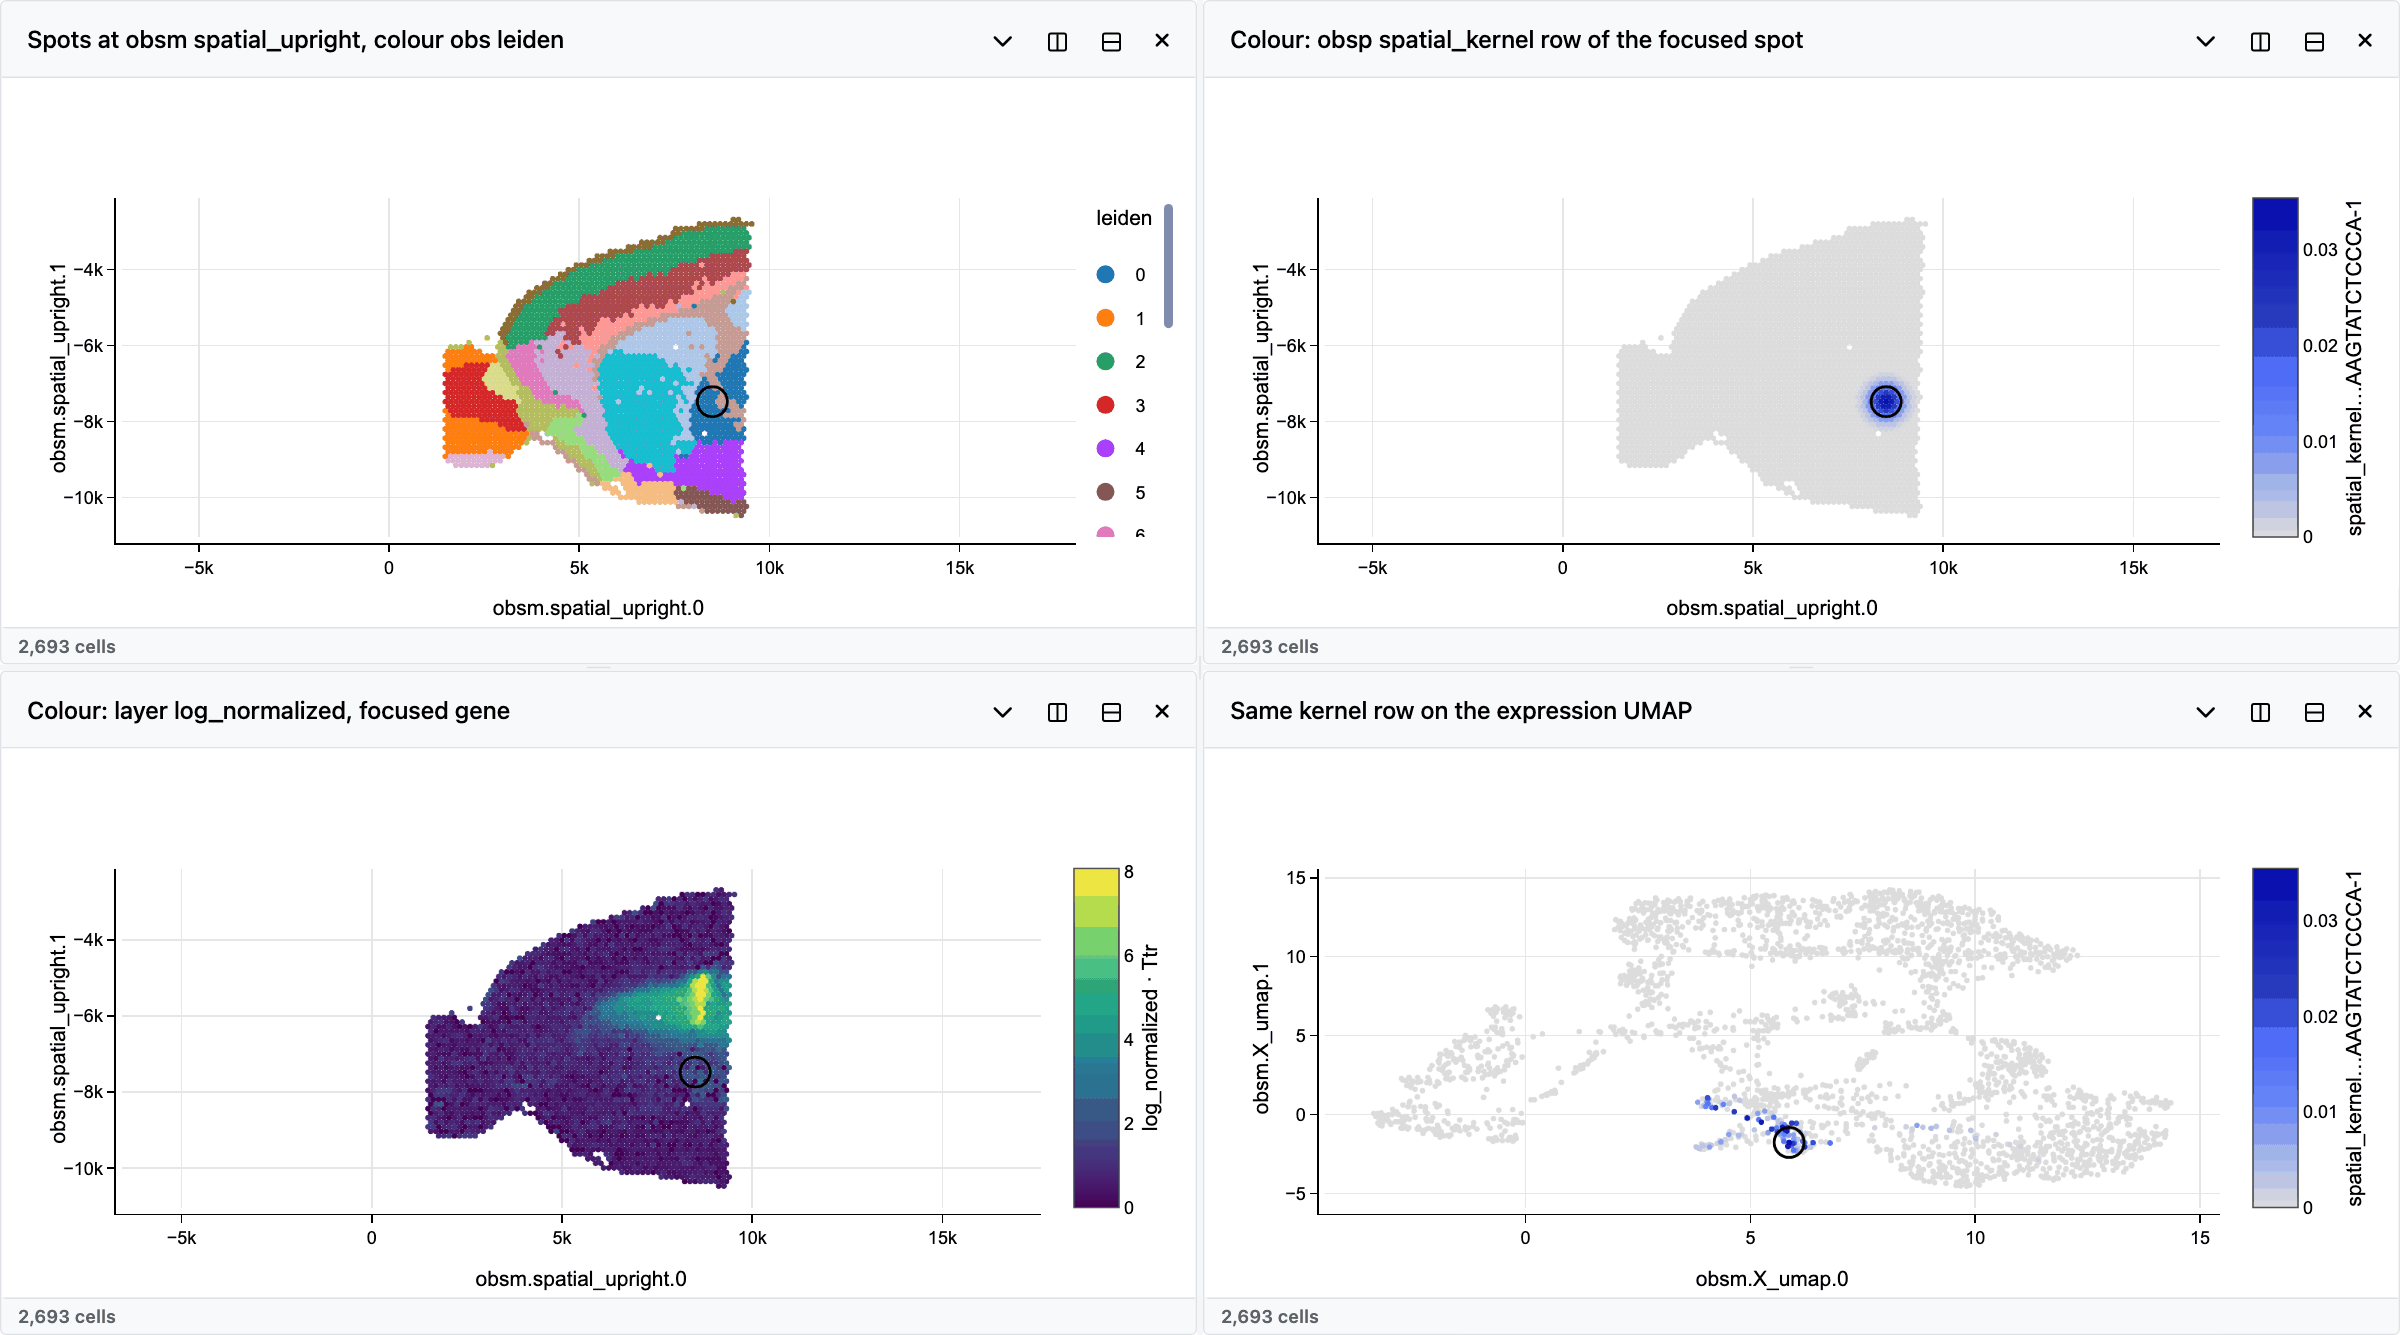 Spots at obsm spatial_upright, colour obs leiden
obsm.spatial_upright.1
−4k
−6k
−8k
−10k
−5k
0
5k
10k
15k
obsm.spatial_upright.0
leiden
0
1
2
3
4
5
6
2,693 cells
Colour: obsp spatial_kernel row of the focused spot
obsm.spatial_upright.1
−4k
−6k
−8k
−10k
−5k
0
5k
10k
15k
obsm.spatial_upright.0
0.03
0.02
0.01
0
spatial_kernel...AAGTATCTCCCA-1
2,693 cells
Colour: layer log_normalized, focused gene
obsm.spatial_upright.1
−4k
−6k
−8k
−10k
−5k
0
5k
10k
15k
obsm.spatial_upright.0
8
6
4
2
0
log_normalized · Ttr
2,693 cells
Same kernel row on the expression UMAP
obsm.X_umap.1
15
10
5
0
−5
0
5
10
15
obsm.X_umap.0
0.03
0.02
0.01
0
spatial_kernel...AAGTATCTCCCA-1
2,693 cells